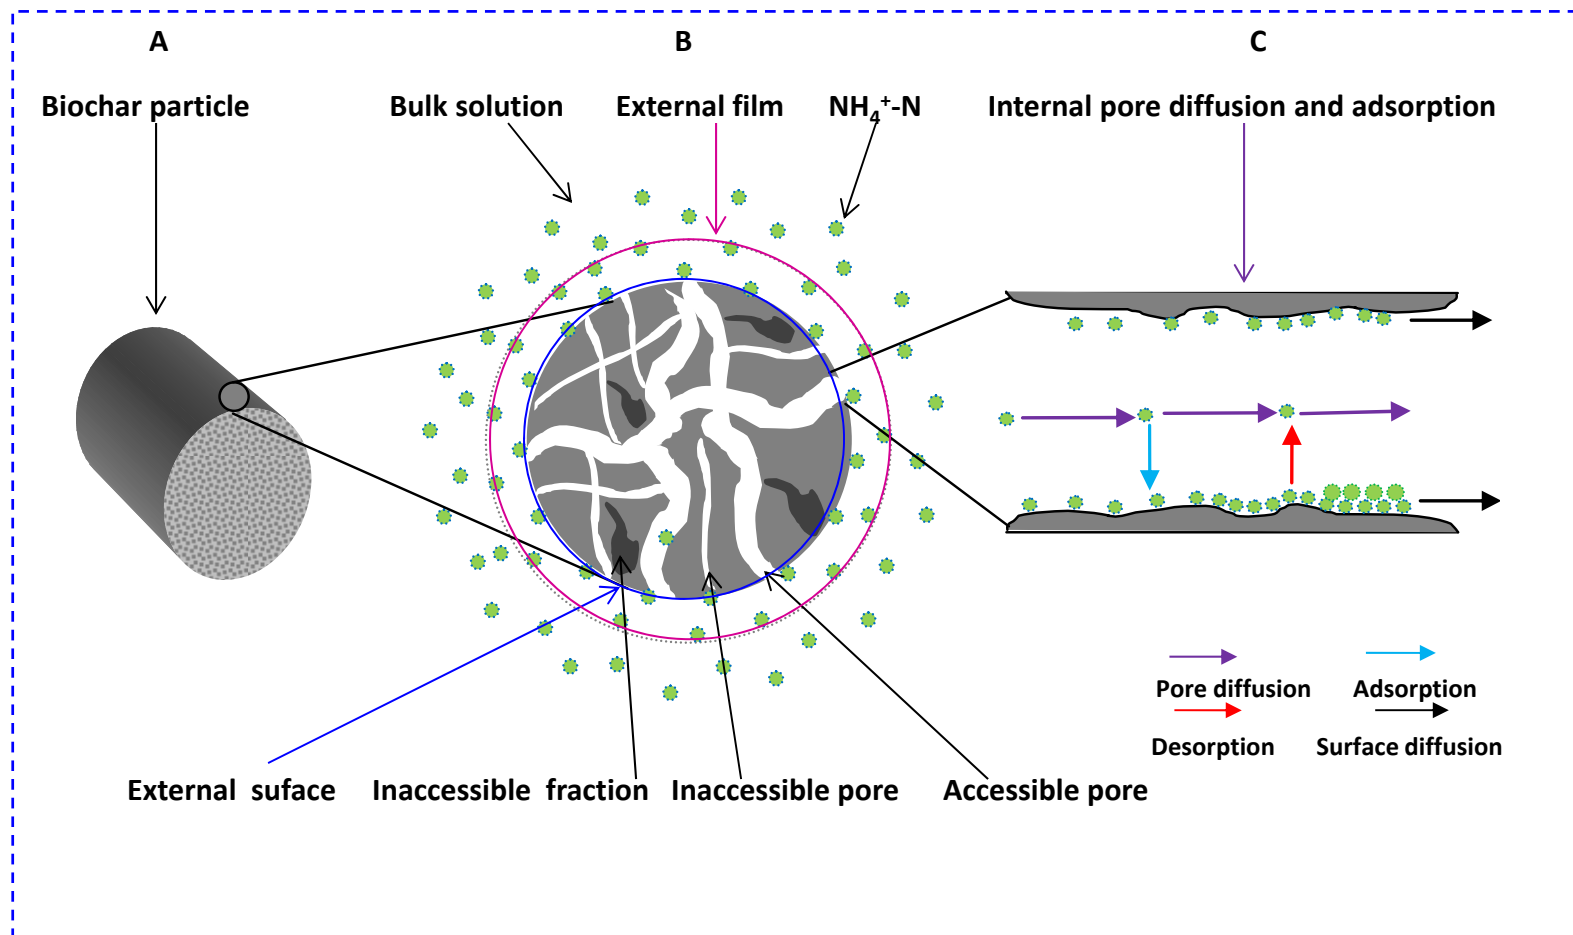 A
B
C
Biochar particle
Bulk solution
External film
NH₄⁺-N
Internal pore diffusion and adsorption
Pore diffusion
Adsorption
Desorption
Surface diffusion
External suface
Inaccessible fraction
Inaccessible pore
Accessible pore